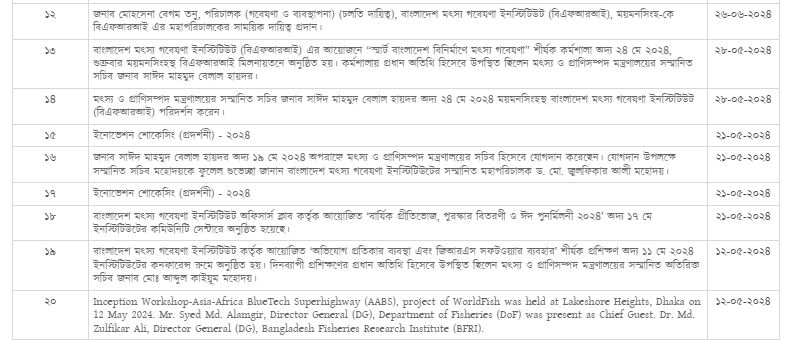 ১২ জনাব মোহসেনা বেগম তনু, পরিচালক (গবেষণা ও ব্যবস্থাপনা) (চলতি দায়িত্ব), বাংলাদেশ মৎস্য গবেষণা ইনস্টিটিউট (বিএফআরআই), ময়মনসিংহ-কে ২৬-০৬-২০২৪
বিএফআরআই এর মহাপরিচালকের সাময়িক দায়িত্ব প্রদান।
১৩ বাংলাদেশ মৎস্য গবেষণা ইনস্টিটিউট (বিএফআরআই) এর আয়োজনে “স্মার্ট বাংলাদেশ বিনির্মাণে মৎস্য গবেষণা” শীর্ষক কর্মশালা অদ্য ২৪ মে ২০২৪, ২৮-০৫-২০২৪
শুক্রবার ময়মনসিংহস্থ বিএফআরআই মিলনায়তনে অনুষ্ঠিত হয়। কর্মশালায় প্রধান অতিথি হিসেবে উপস্থিত ছিলেন মৎস্য ও প্রাণিসম্পদ মন্ত্রণালয়ের সম্মানিত
সচিব জনাব সাঈদ মাহমুদ বেলাল হায়দর।
১৪ মৎস্য ও প্রাণিসম্পদ মন্ত্রণালয়ের সম্মানিত সচিব জনাব সাঈদ মাহমুদ বেলাল হায়দর অদ্য ২৪ মে ২০২৪ ময়মনসিংহস্থ বাংলাদেশ মৎস্য গবেষণা ইনস্টিটিউট ২৮-০৫-২০২৪
(বিএফআরআই) পরিদর্শন করেন।
১৫ ইনোভেশন শোকেসিং (প্রদর্শনী) - ২০২৪ ২১-০৫-২০২৪
১৬ জনাব সাঈদ মাহমুদ বেলাল হায়দর অদ্য ১৯ মে ২০২৪ অপরাহ্নে মৎস্য ও প্রাণিসম্পদ মন্ত্রণালয়ের সচিব হিসেবে যোগদান করেছেন। যোগদান উপলক্ষে ২১-০৫-২০২৪
সম্মানিত সচিব মহোদয়কে ফুলেল শুভেচ্ছা জানান বাংলাদেশ মৎস্য গবেষণা ইনস্টিটিউটের সম্মানিত মহাপরিচালক ড. মো. জুলফিকার আলী মহোদয়।
১৭ ইনোভেশন শোকেসিং (প্রদর্শনী) - ২০২৪ ২১-০৫-২০২৪
১৮ বাংলাদেশ মৎস্য গবেষণা ইনস্টিটিউট অফিসার্স ক্লাব কর্তৃক আয়োজিত ‘বার্ষিক প্রীতিভোজ, পুরস্কার বিতরণী ও ঈদ পুনর্মিলনী ২০২৪’ অদ্য ১৭ মে ২১-০৫-২০২৪
ইনস্টিটিউটের কমিউনিটি সেন্টারে অনুষ্ঠিত হয়েছে।
১৯ বাংলাদেশ মৎস্য গবেষণা ইনস্টিটিউট কর্তৃক আয়োজিত ‘অভিযোগ প্রতিকার ব্যবস্থা এবং জিআরএস সফটওয়্যার ব্যবহার’ শীর্ষক প্রশিক্ষণ অদ্য ১১ মে ২০২৪ ১২-০৫-২০২৪
ইনস্টিটিউটের কনফারেন্স রুমে অনুষ্ঠিত হয়। দিনব্যাপী প্রশিক্ষণের প্রধান অতিথি হিসেবে উপস্থিত ছিলেন মৎস্য ও প্রাণিসম্পদ মন্ত্রণালয়ের সম্মানিত অতিরিক্ত
সচিব জনাব মোঃ আব্দুল কাইয়ূম মহোদয়।
২০ Inception Workshop-Asia-Africa BlueTech Superhighway (AABS), project of WorldFish was held at Lakeshore Heights, Dhaka on ১২-০৫-২০২৪
12 May 2024. Mr. Syed Md. Alamgir, Director General (DG), Department of Fisheries (DoF) was present as Chief Guest. Dr. Md.
Zulfikar Ali, Director General (DG), Bangladesh Fisheries Research Institute (BFRI).